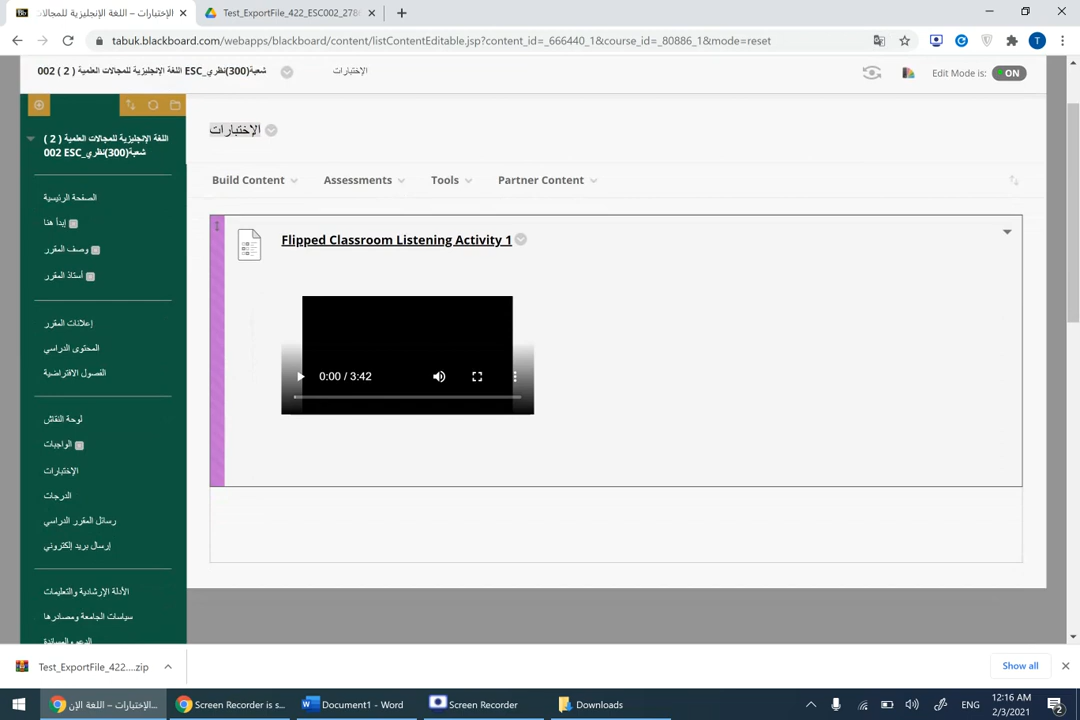 الإختبارات – اللغة الإنجليزية للمجالات
Test_ExportFile_422_ESC002_278
tabuk.blackboard.com/webapps/blackboard/content/listContentEditable.jsp?content_id=_666440_1&course_id=_80886_1&mode=reset
اللغة الإنجليزية للمجالات العلمية ( 2 ) ESC_شعبة(300)نظري 002
الإختبارات
Edit Mode is: ON
الإختبارات
اللغة الإنجليزية للمجالات العلمية ( 2 )
شعبة(300)نظري_ESC 002
Build Content
Assessments
Tools
Partner Content
Flipped Classroom Listening Activity 1
0:00 / 3:42
الصفحة الرئيسية
إبدأ هنا
وصف المقرر
أستاذ المقرر
إعلانات المقرر
المحتوى الدراسي
الفصول الافتراضية
لوحة النقاش
الواجبات
الإختبارات
الدرجات
رسائل المقرر الدراسي
إرسال بريد إلكتروني
الأدلة الإرشادية والتعليمات
سياسات الجامعة ومصادرها
الدعم والمساندة
Test_ExportFile_422....zip
Show all
الإختبارات – اللغة الإن...
Screen Recorder is s...
Document1 - Word
Screen Recorder
Downloads
ENG
12:16 AM
2/3/2021
2
T